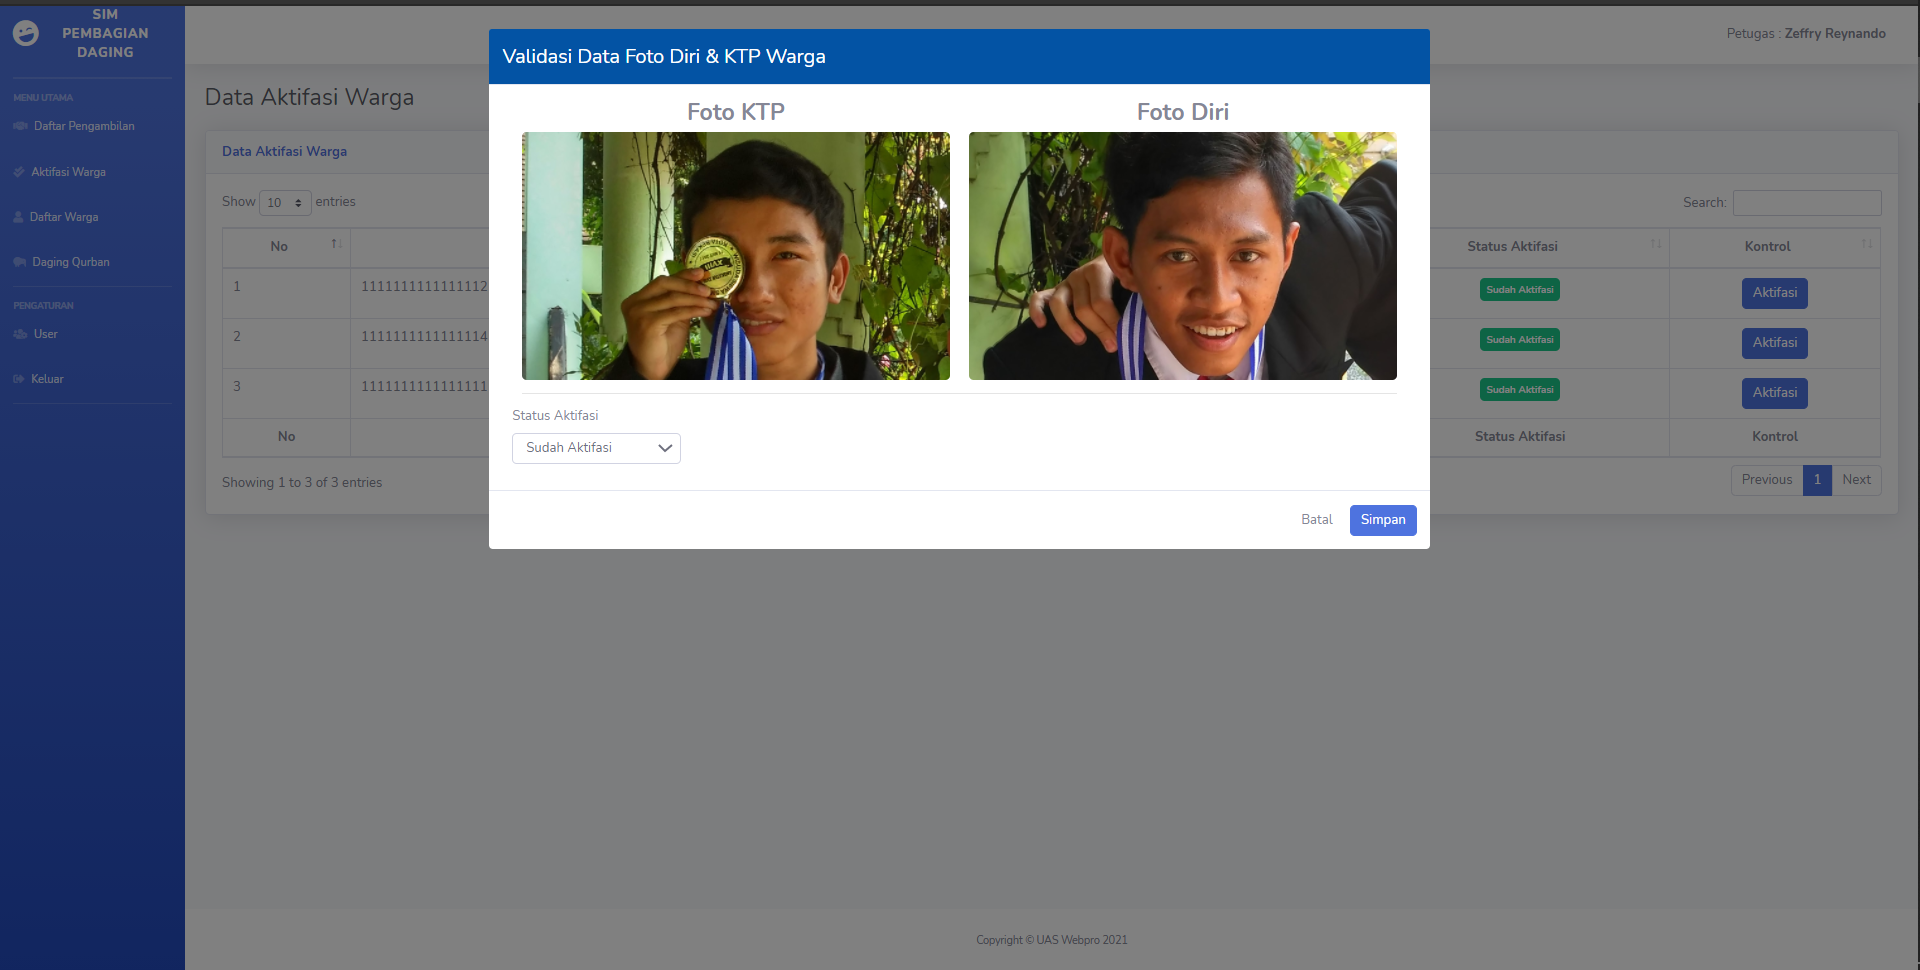 SIM
PEMBAGIAN
DAGING
MENU UTAMA
Daftar Pengambilan
Aktifasi Warga
Daftar Warga
Daging Qurban
PENGATURAN
User
Keluar
Petugas : Zeffry Reynando
Data Aktifasi Warga
Data Aktifasi Warga
Show 10 entries
Search:
No Status Aktifasi Kontrol
1 1111111111111112 Sudah Aktifasi Aktifasi
2 1111111111111114 Sudah Aktifasi Aktifasi
3 1111111111111111 Sudah Aktifasi Aktifasi
No Status Aktifasi Kontrol
Showing 1 to 3 of 3 entries
Previous 1 Next
Validasi Data Foto Diri & KTP Warga
Foto KTP Foto Diri
XVIII
Status Aktifasi
Sudah Aktifasi
Batal Simpan
Copyright © UAS Webpro 2021